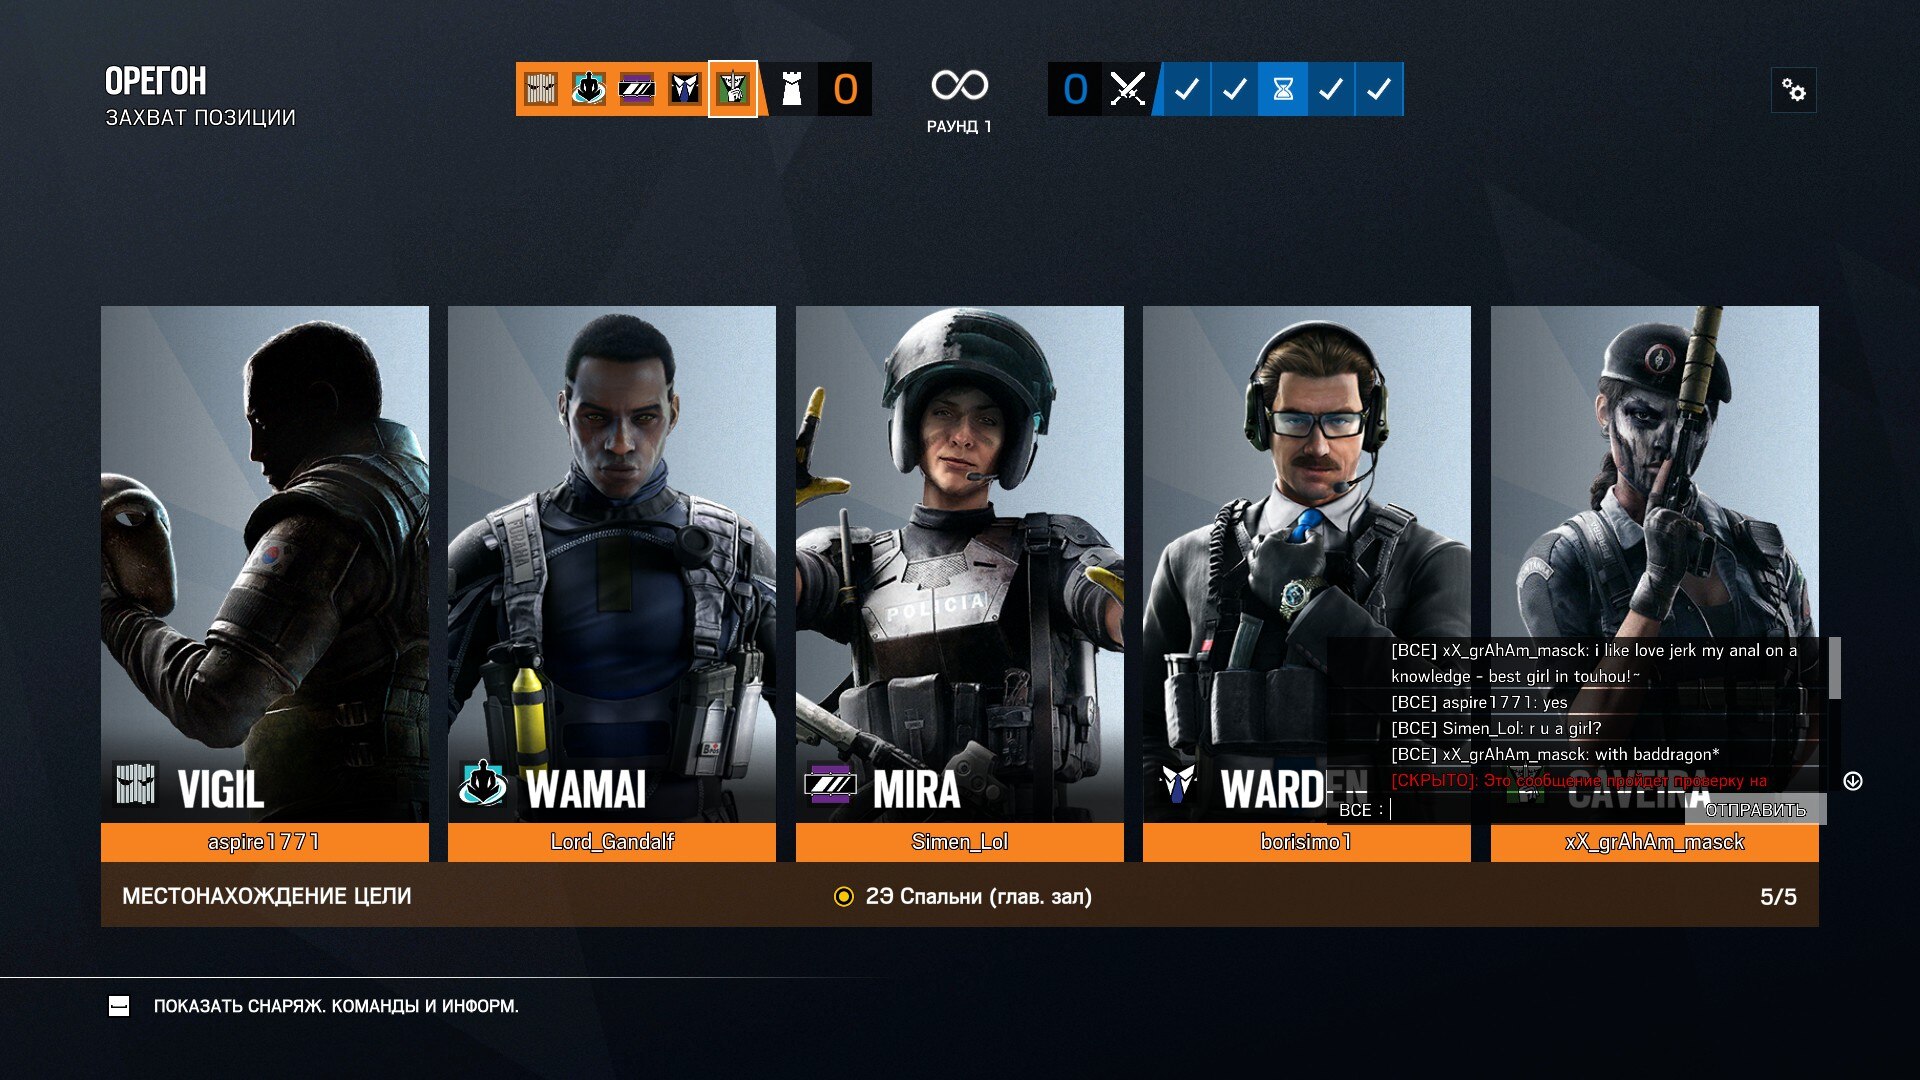 ОРЕГОН
ЗАХВАТ ПОЗИЦИИ
0
РАУНД 1
0
POLICIA
VIGIL
WAMAI
MIRA
WARDEN
CAVEIRA
[ВСЕ] xX_grAhAm_masck: i like love jerk my anal on a
knowledge - best girl in touhou!~
[ВСЕ] aspire1771: yes
[ВСЕ] Simen_Lol: r u a girl?
[ВСЕ] xX_grAhAm_masck: with baddragon*
[СКРЫТО]: Это сообщение пройдет проверку на
ВСЕ :
ОТПРАВИТЬ
aspire1771
Lord_Gandalf
Simen_Lol
borisimo1
xX_grAhAm_masck
МЕСТОНАХОЖДЕНИЕ ЦЕЛИ
2Э Спальни (глав. зал)
5/5
ПОКАЗАТЬ СНАРЯЖ. КОМАНДЫ И ИНФОРМ.